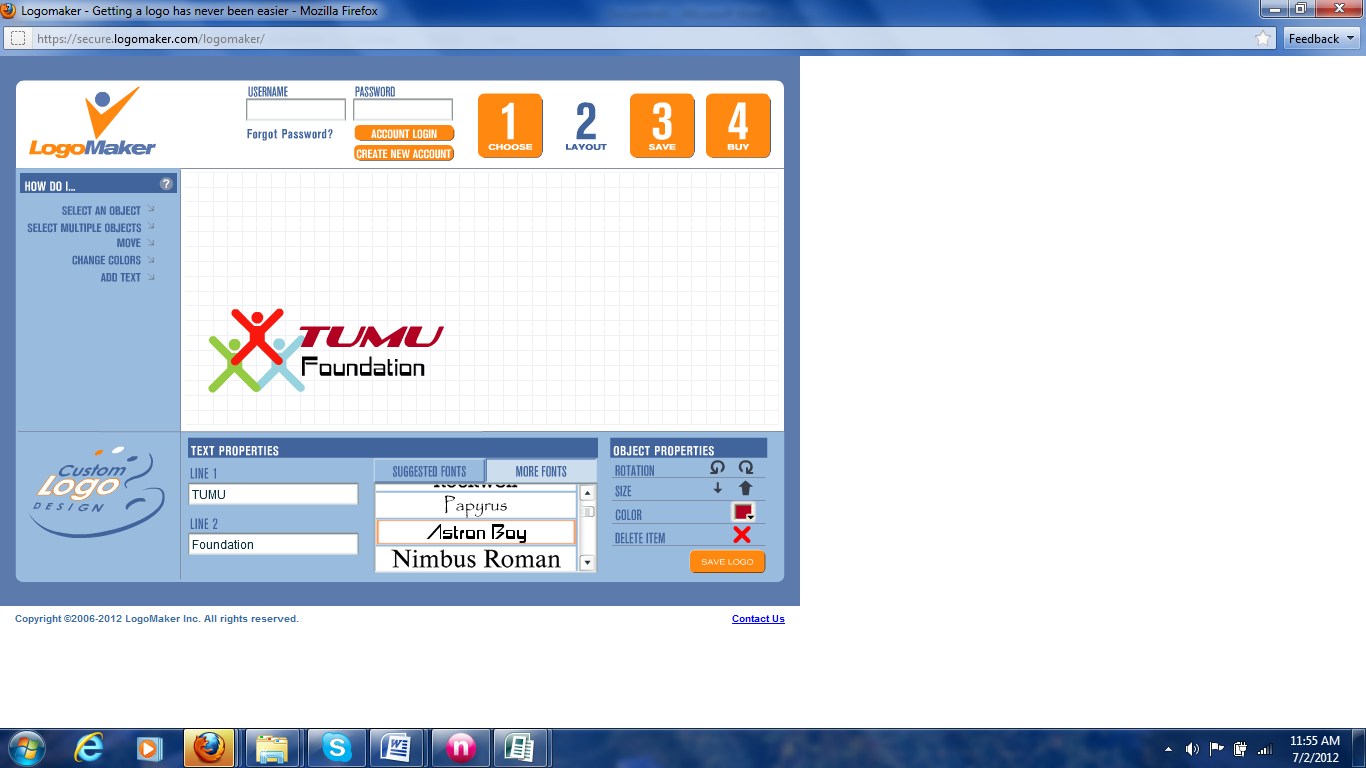 Logomaker - Getting a logo has never been easier - Mozilla Firefox
https://secure.logomaker.com/logomaker/
Feedback
LogoMaker
USERNAME
PASSWORD
Forgot Password?
ACCOUNT LOGIN
CREATE NEW ACCOUNT
1
CHOOSE
2
LAYOUT
3
SAVE
4
BUY
HOW DO I...
?
SELECT AN OBJECT
SELECT MULTIPLE OBJECTS
MOVE
CHANGE COLORS
ADD TEXT
TUMU
Foundation
Custom
Logo
DESIGN
TEXT PROPERTIES
LINE 1
TUMU
LINE 2
Foundation
SUGGESTED FONTS
MORE FONTS
Rockwell
Papyrus
Astron Boy
Nimbus Roman
OBJECT PROPERTIES
ROTATION
SIZE
COLOR
DELETE ITEM
SAVE LOGO
Copyright ©2006-2012 LogoMaker Inc. All rights reserved.
Contact Us
11:55 AM
7/2/2012